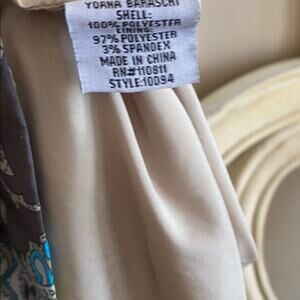 YOANA BARASCHI
SHELL:
100% POLYESTER
LINING:
97% POLYESTER
3% SPANDEX
MADE IN CHINA
RN#110811
STYLE:10094